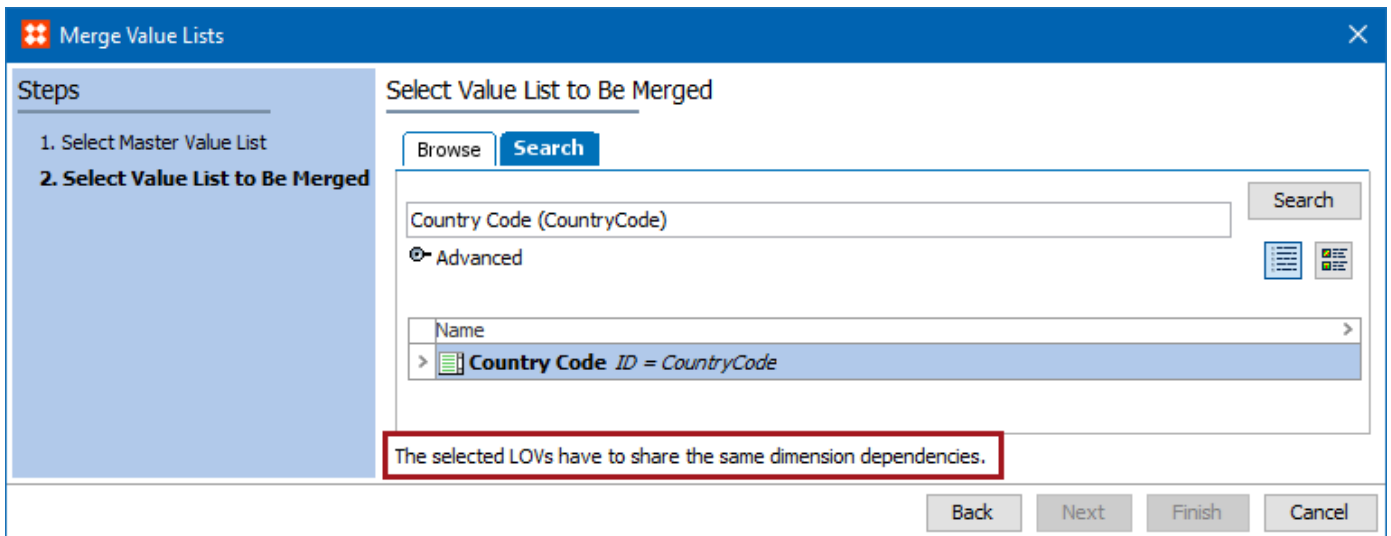 Merge Value Lists
Steps
1. Select Master Value List
2. Select Value List to Be Merged
Select Value List to Be Merged
Browse Search
Country Code (CountryCode)
Search
Advanced
Name
Country Code ID = CountryCode
The selected LOVs have to share the same dimension dependencies.
Back Next Finish Cancel